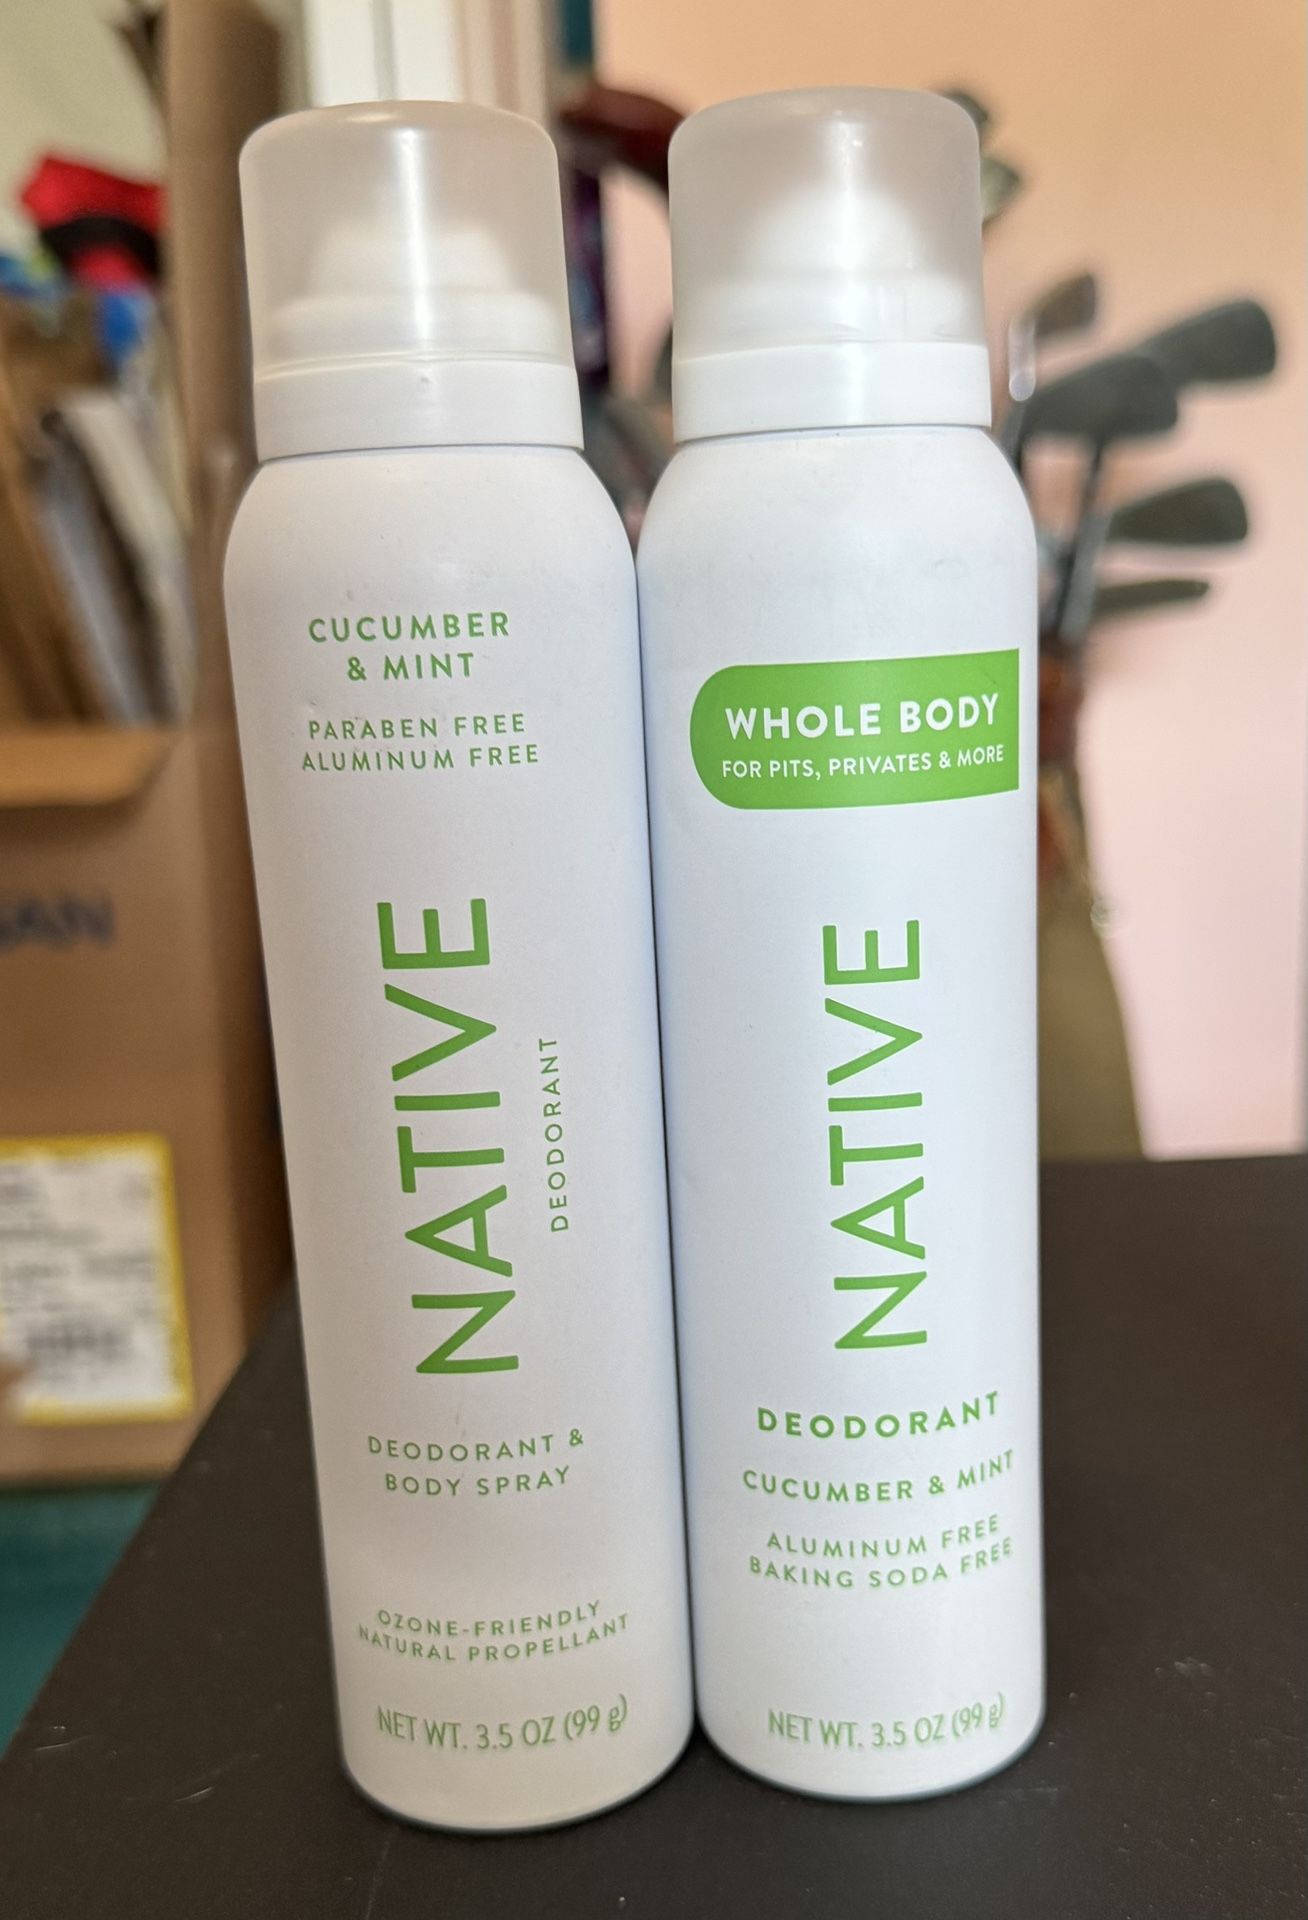 CUCUMBER
& MINT
PARABEN FREE
ALUMINUM FREE
NATIVE
DEODORANT
DEODORANT &
BODY SPRAY
OZONE-FRIENDLY
NATURAL PROPELLANT
NET WT. 3.5 OZ (99 g)
WHOLE BODY
FOR PITS, PRIVATES & MORE
NATIVE
DEODORANT
CUCUMBER & MINT
ALUMINUM FREE
BAKING SODA FREE
NET WT. 3.5 OZ (99 g)